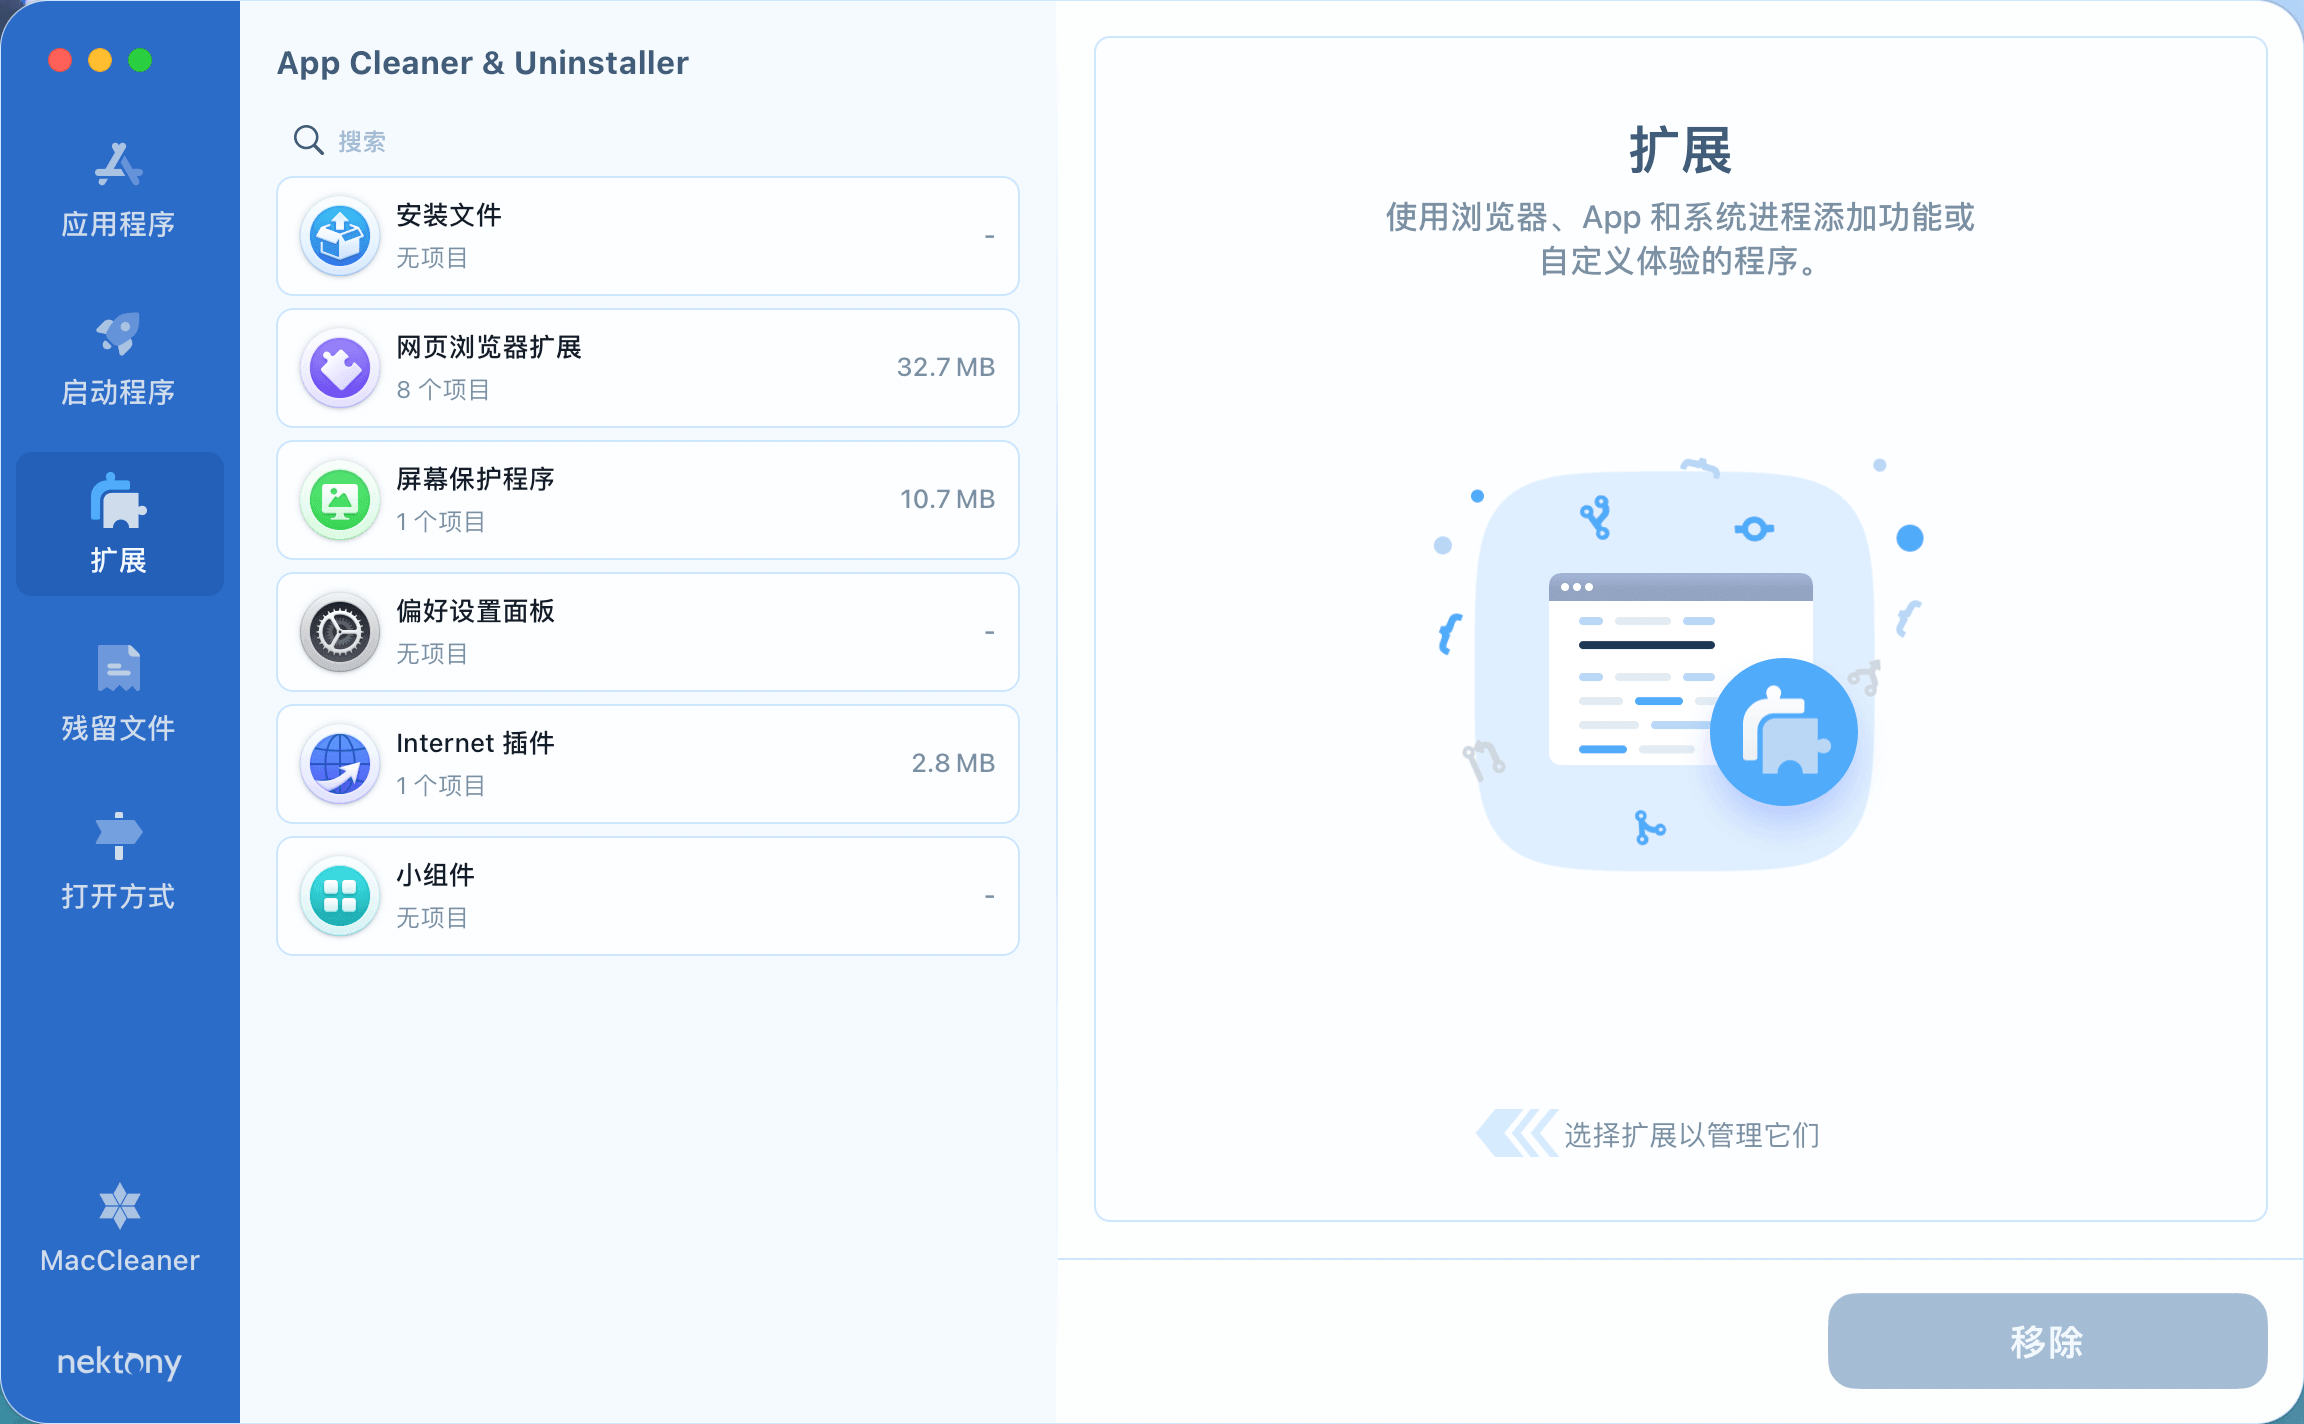 应用程序
启动程序
扩展
残留文件
打开方式
MacCleaner
nektony
App Cleaner & Uninstaller
搜索
安装文件
无项目
-
网页浏览器扩展
8 个项目
32.7 MB
屏幕保护程序
1 个项目
10.7 MB
偏好设置面板
无项目
-
Internet 插件
1 个项目
2.8 MB
小组件
无项目
-
扩展
使用浏览器、App 和系统进程添加功能或
自定义体验的程序。
选择扩展以管理它们
移除